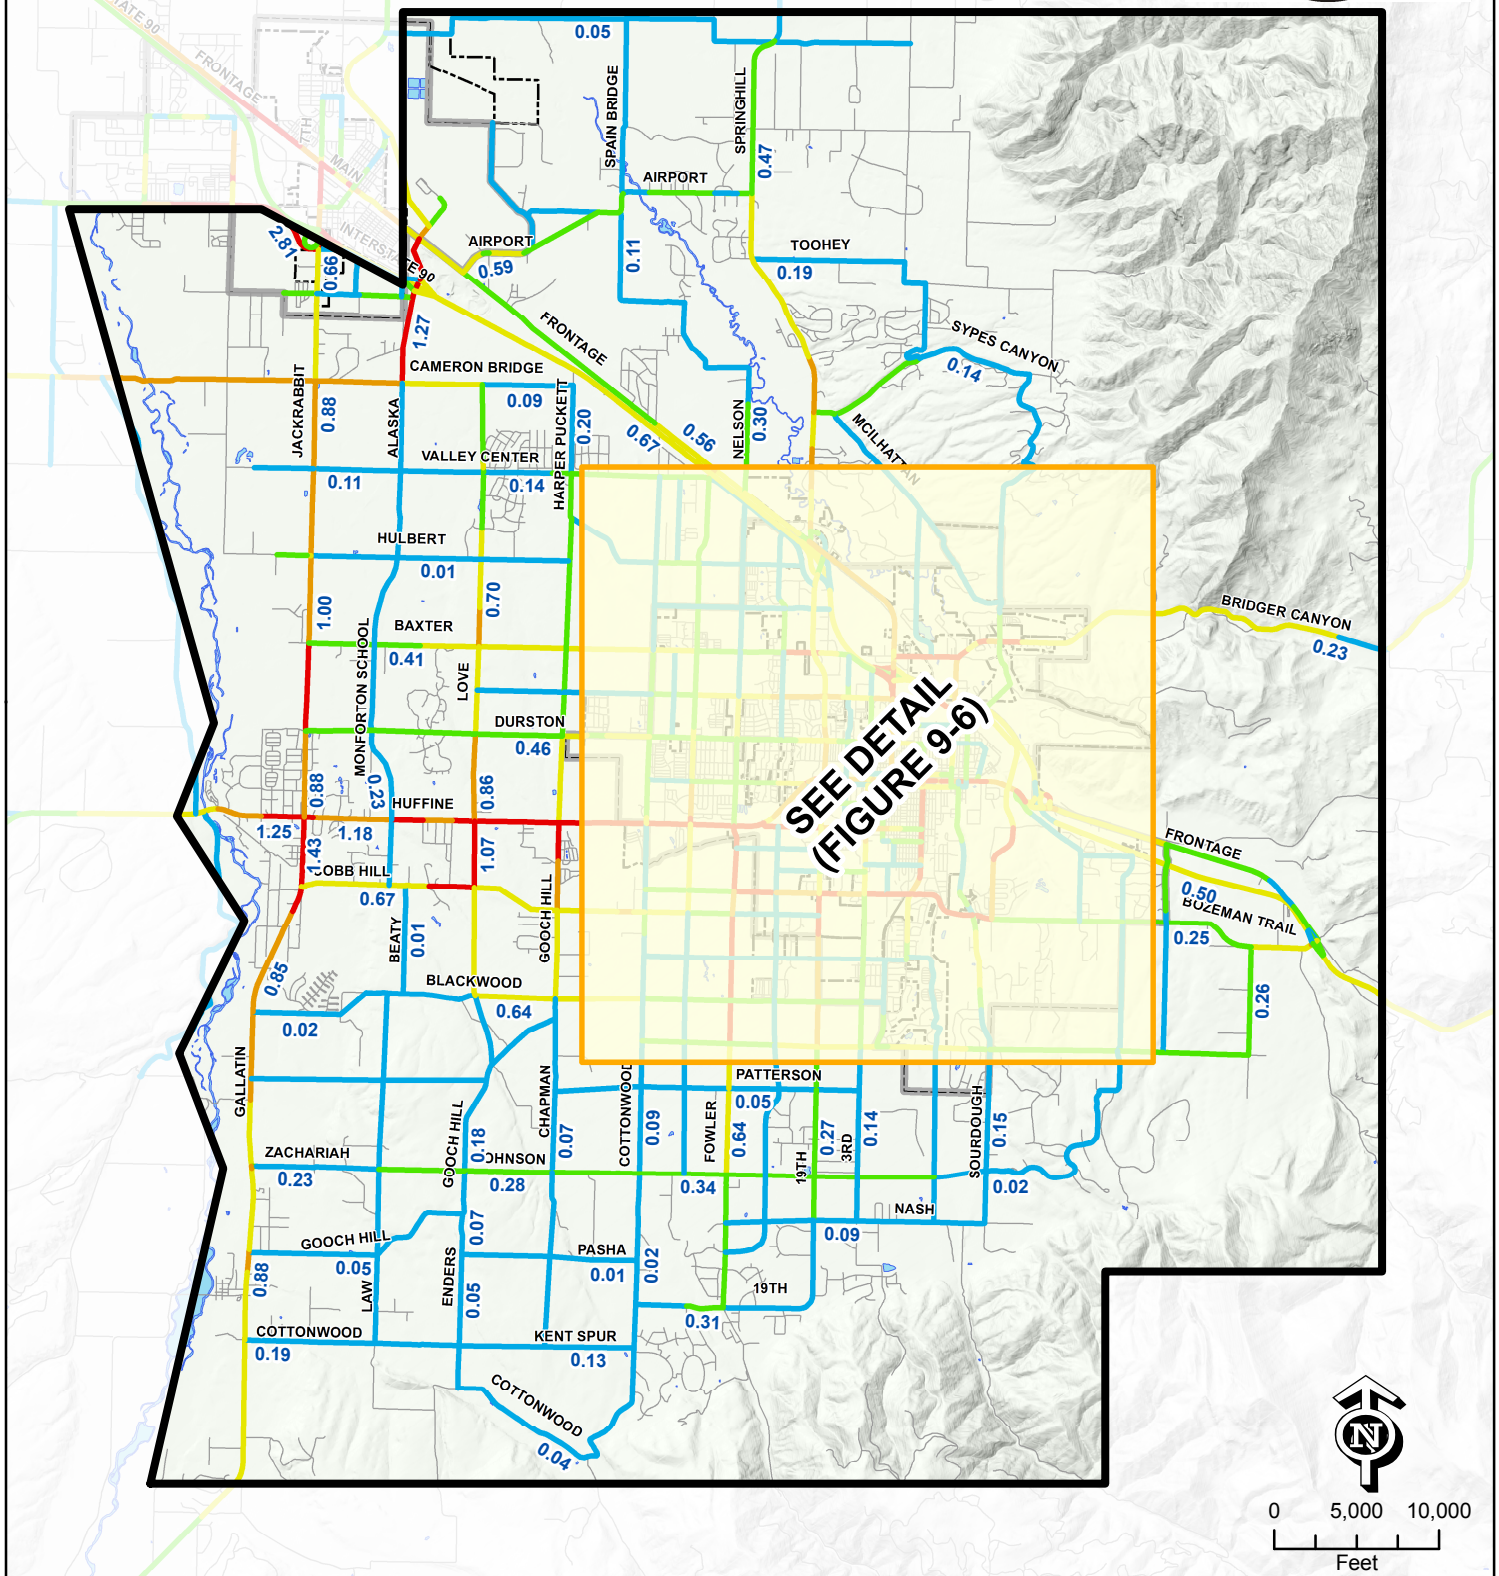 ATE 90
FRONTAGE
7TH
MAIN
INTERST
TE 90
0.05
SPAIN BRIDGE
SPRINGHILL
0.47
AIRPORT
2.81
0.66
AIRPORT
0.59
0.11
TOOHEY
0.19
1.27
FRONTAGE
SYPES CANYON
0.14
CAMERON BRIDGE
JACKRABBIT
0.88
ALASKA
0.09
HARPER PUCKETT
0.20
0.67
0.56
NELSON
0.30
MCILHATTAN
VALLEY CENTER
0.11
0.14
HULBERT
0.01
1.00
0.70
BAXTER
0.41
MONFORTON SCHOOL
LOVE
BRIDGER CANYON
0.23
DURSTON
0.46
SEE DETAIL
(FIGURE 9-6)
0.88
0.23
0.86
HUFFINE
1.25
1.18
1.43
1.07
OBB HILL
0.67
FRONTAGE
0.50
BOZEMAN TRAIL
0.25
0.26
BEATY
0.01
GOOCH HILL
0.85
BLACKWOOD
0.64
0.02
GALLATIN
PATTERSON
0.05
GOOCH HILL
0.18
CHAPMAN
0.07
COTTONWOOD
0.09
FOWLER
0.64
19TH
0.27
3RD
0.14
SOURDOUGH
0.15
ZACHARIAH
0.23
OHNSON
0.28
0.34
0.02
NASH
0.09
GOOCH HILL
0.05
0.07
PASHA
0.01
0.02
0.88
LAW
ENDERS
0.05
19TH
0.31
COTTONWOOD
0.19
KENT SPUR
0.13
COTTONWOOD
0.04
N
0 5,000 10,000
Feet